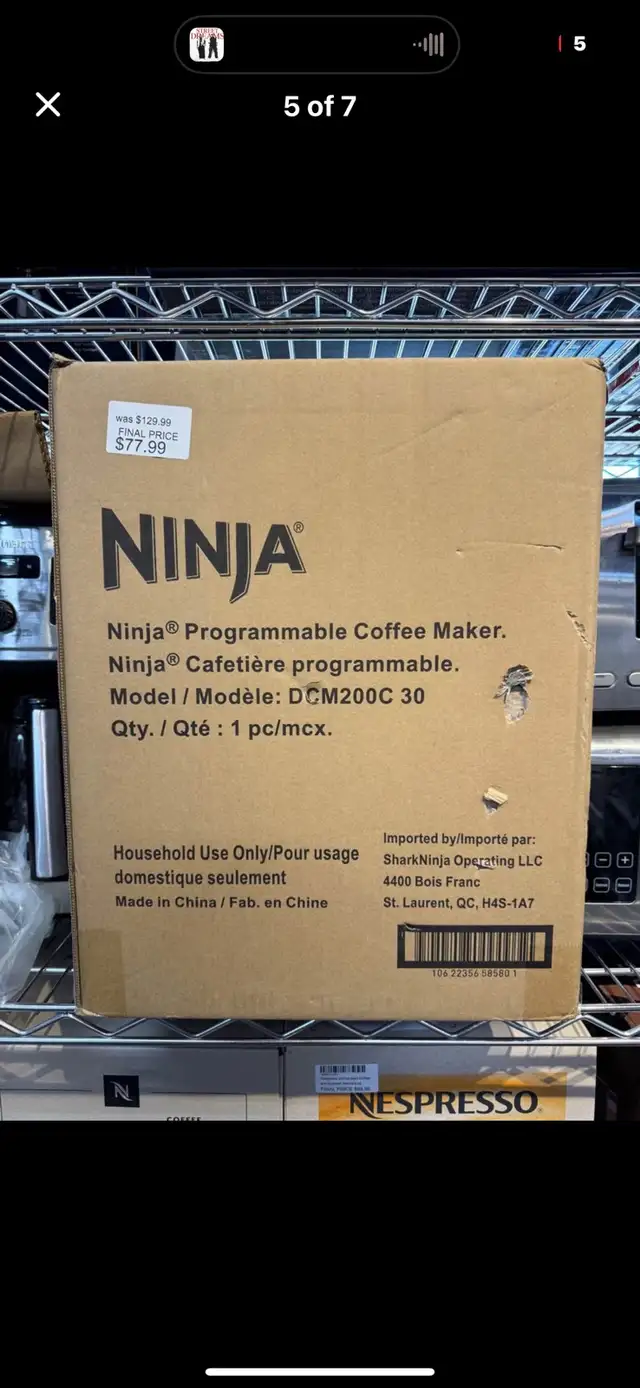 STREET
DREAMS
5
5 of 7
was $129.99
FINAL PRICE
$77.99
NINJA®
Ninja® Programmable Coffee Maker.
Ninja® Cafetière programmable.
Model / Modèle: DCM200C 30
Qty. / Qté : 1 pc/mcx.
Household Use Only/Pour usage
domestique seulement
Made in China / Fab. en Chine
Imported by/Importé par:
SharkNinja Operating LLC
4400 Bois Franc
St. Laurent, QC, H4S-1A7
106 22356 58580 1
N
COFFEE
NESPRESSO